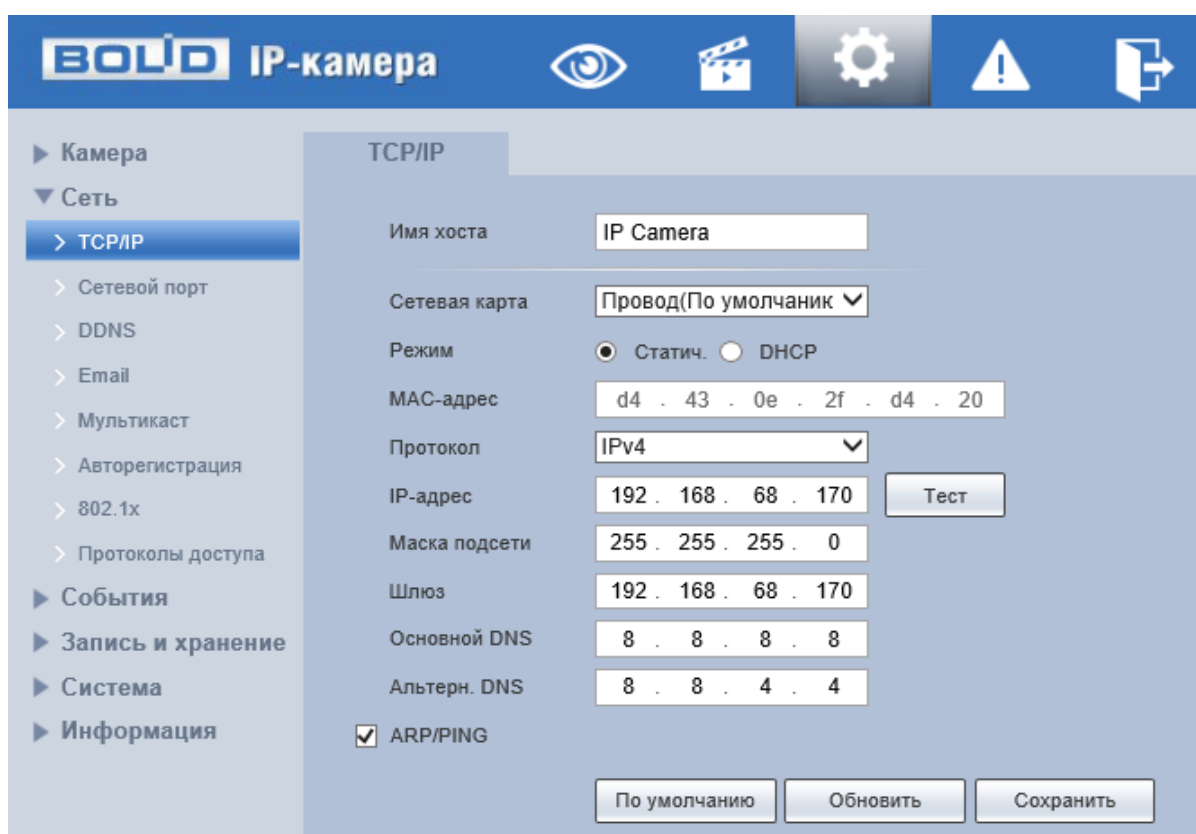 BOLID IP-камера
Камера
Сеть
TCP/IP
Сетевой порт
DDNS
Email
Мультикаст
Авторегистрация
802.1x
Протоколы доступа
События
Запись и хранение
Система
Информация
TCP/IP
Имя хоста IP Camera
Сетевая карта Провод(По умолчаник
Режим Статич. DHCP
MAC-адрес d4 . 43 . 0e . 2f . d4 . 20
Протокол IPv4
IP-адрес 192 . 168 . 68 . 170 Тест
Маска подсети 255 . 255 . 255 . 0
Шлюз 192 . 168 . 68 . 170
Основной DNS 8 . 8 . 8 . 8
Альтерн. DNS 8 . 8 . 4 . 4
ARP/PING
По умолчанию Обновить Сохранить